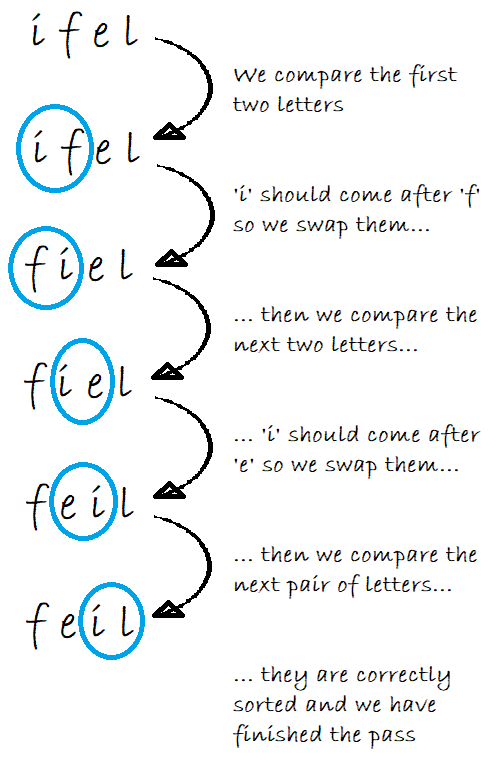 i f e l
We compare the first
two letters
i f e l
'i' should come after 'f'
so we swap them...
f i e l
... then we compare the
next two letters...
f i e l
... 'i' should come after
'e' so we swap them...
f e i l
... then we compare the
next pair of letters...
f e i l
... they are correctly
sorted and we have
finished the pass